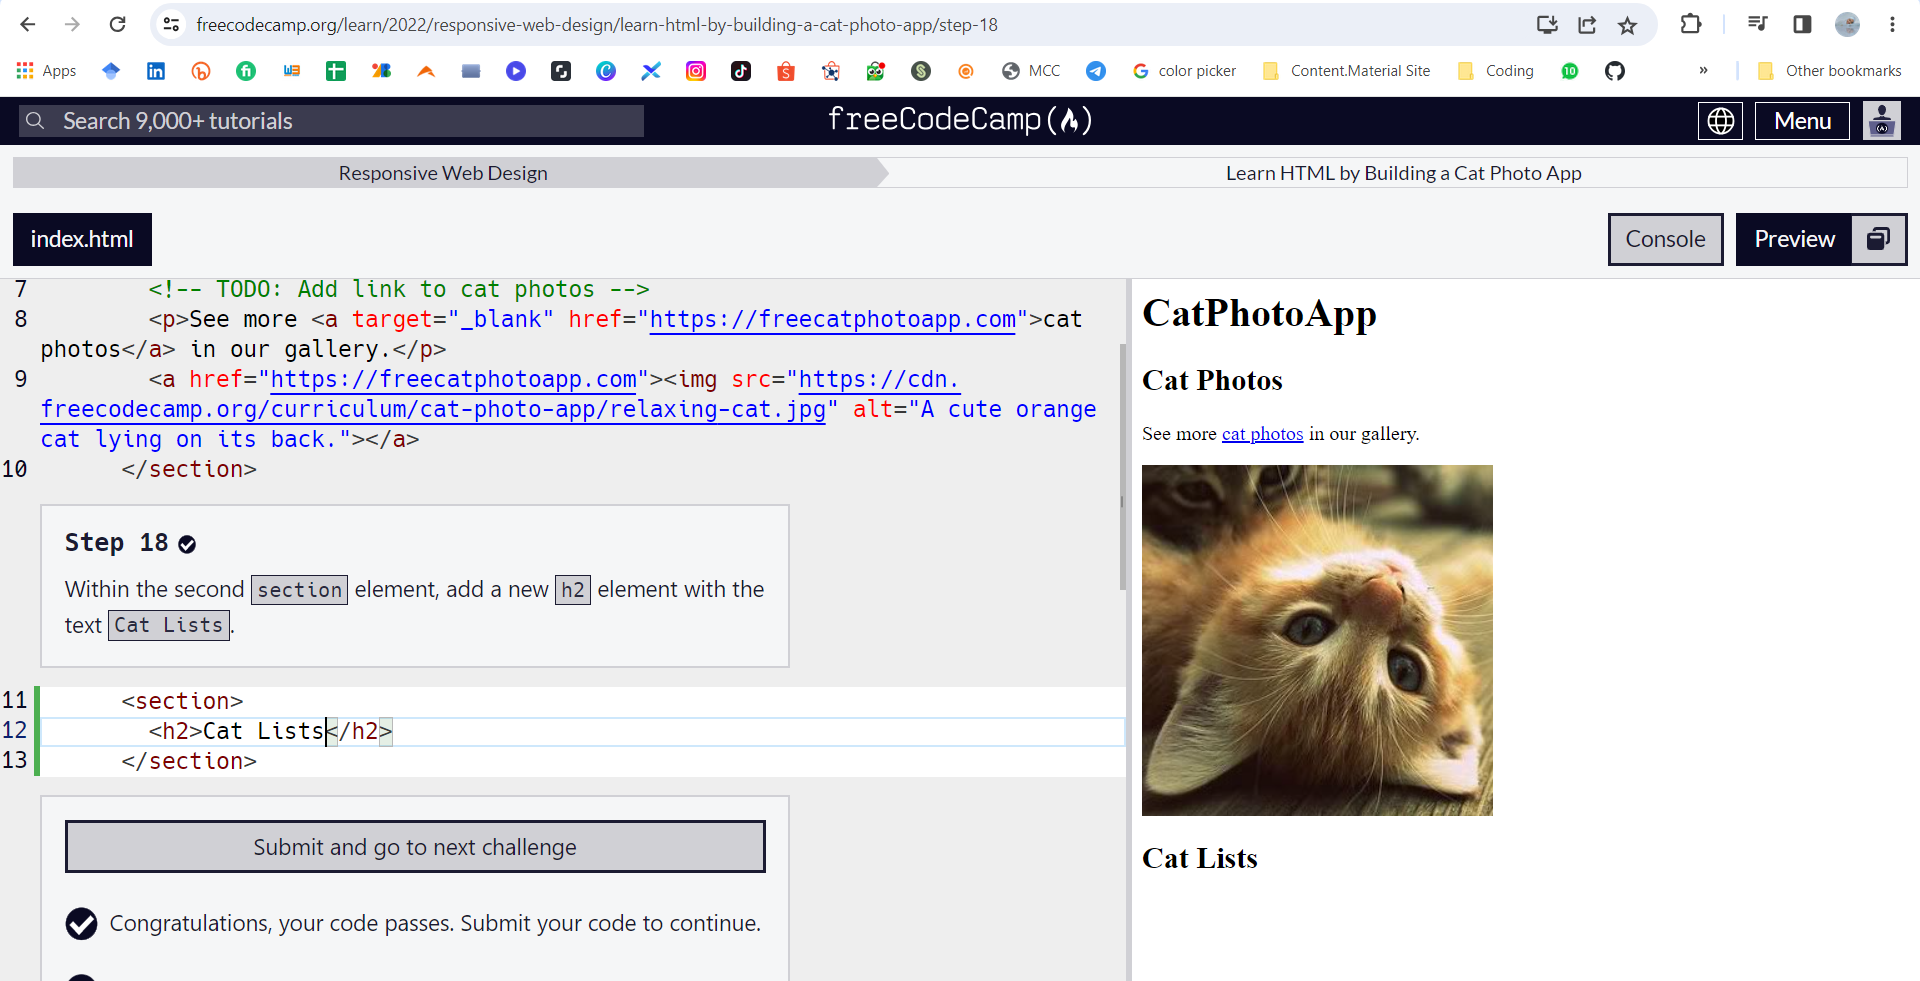 freecodecamp.org/learn/2022/responsive-web-design/learn-html-by-building-a-cat-photo-app/step-18
Apps
MCC
color picker
Content.Material Site
Coding
10
»
Other bookmarks
Search 9,000+ tutorials
freeCodeCamp(🔥)
Menu
Responsive Web Design
Learn HTML by Building a Cat Photo App
index.html
Console
Preview
7 <!-- TODO: Add link to cat photos -->
8 <p>See more <a target="_blank" href="https://freecatphotoapp.com">cat
photos</a> in our gallery.</p>
9 <a href="https://freecatphotoapp.com"><img src="https://cdn.
freecodecamp.org/curriculum/cat-photo-app/relaxing-cat.jpg" alt="A cute orange
cat lying on its back."></a>
10 </section>
Step 18
Within the second section element, add a new h2 element with the
text Cat Lists.
11 <section>
12 <h2>Cat Lists</h2>
13 </section>
Submit and go to next challenge
Congratulations, your code passes. Submit your code to continue.
CatPhotoApp
Cat Photos
See more cat photos in our gallery.
Cat Lists